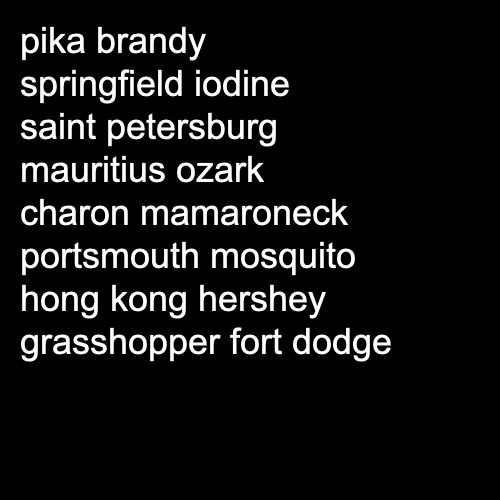 pika brandy
springfield iodine
saint petersburg
mauritius ozark
charon mamaroneck
portsmouth mosquito
hong kong hershey
grasshopper fort dodge